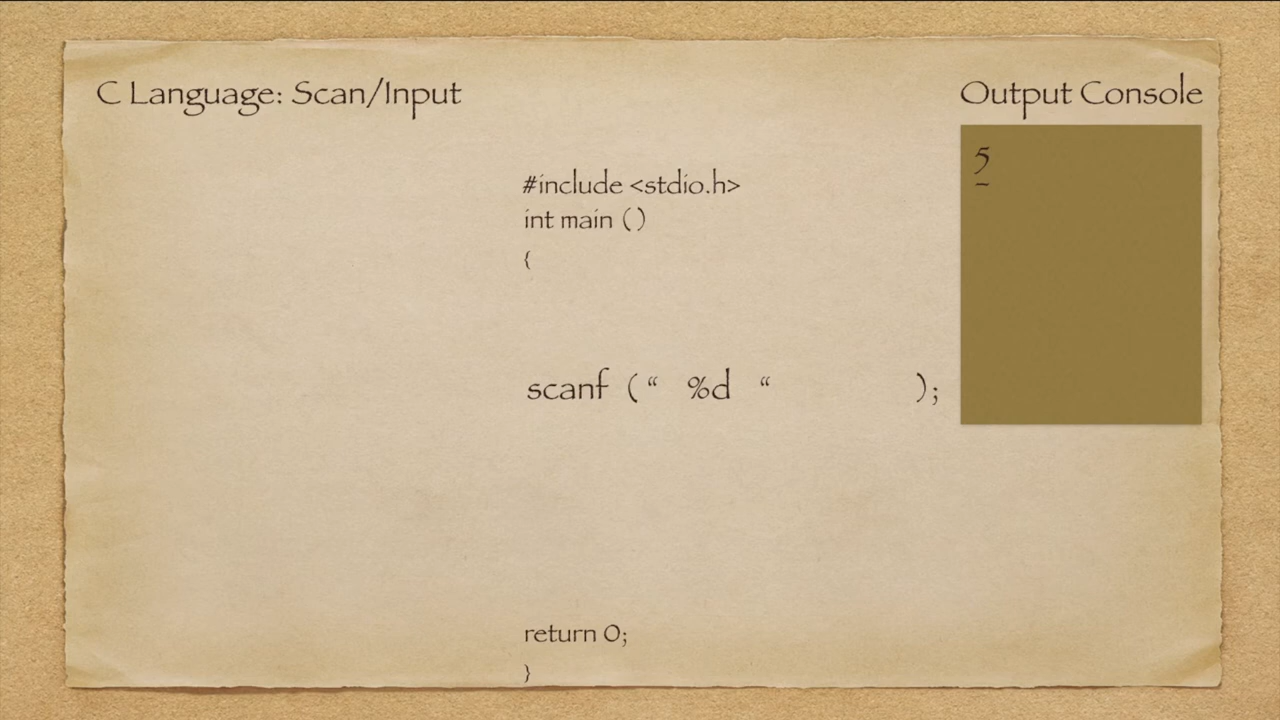 C Language: Scan/Input
Output Console
5
_
#include <stdio.h>
int main ( )
{
scanf ( “ %d “ );
return 0;
}